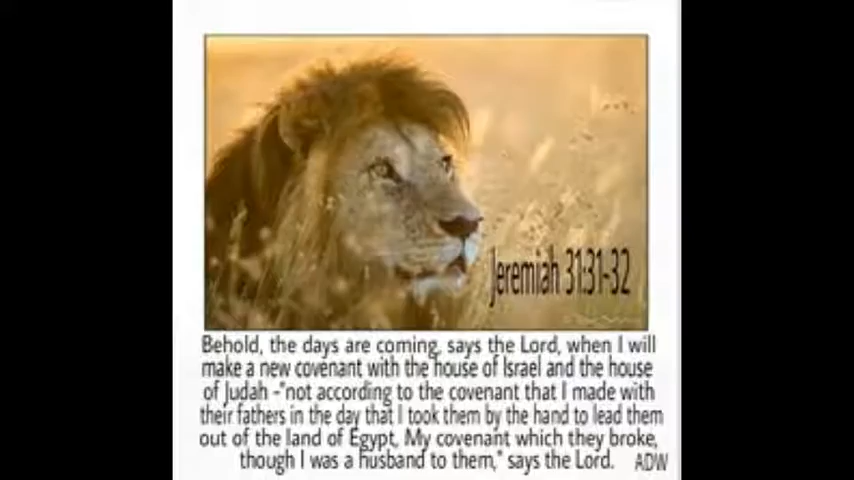 Jeremiah 31:31-32
Behold, the days are coming, says the Lord, when I will
make a new covenant with the house of Israel and the house
of Judah -"not according to the covenant that I made with
their fathers in the day that I took them by the hand to lead them
out of the land of Egypt, My covenant which they broke,
though I was a husband to them," says the Lord. ADW